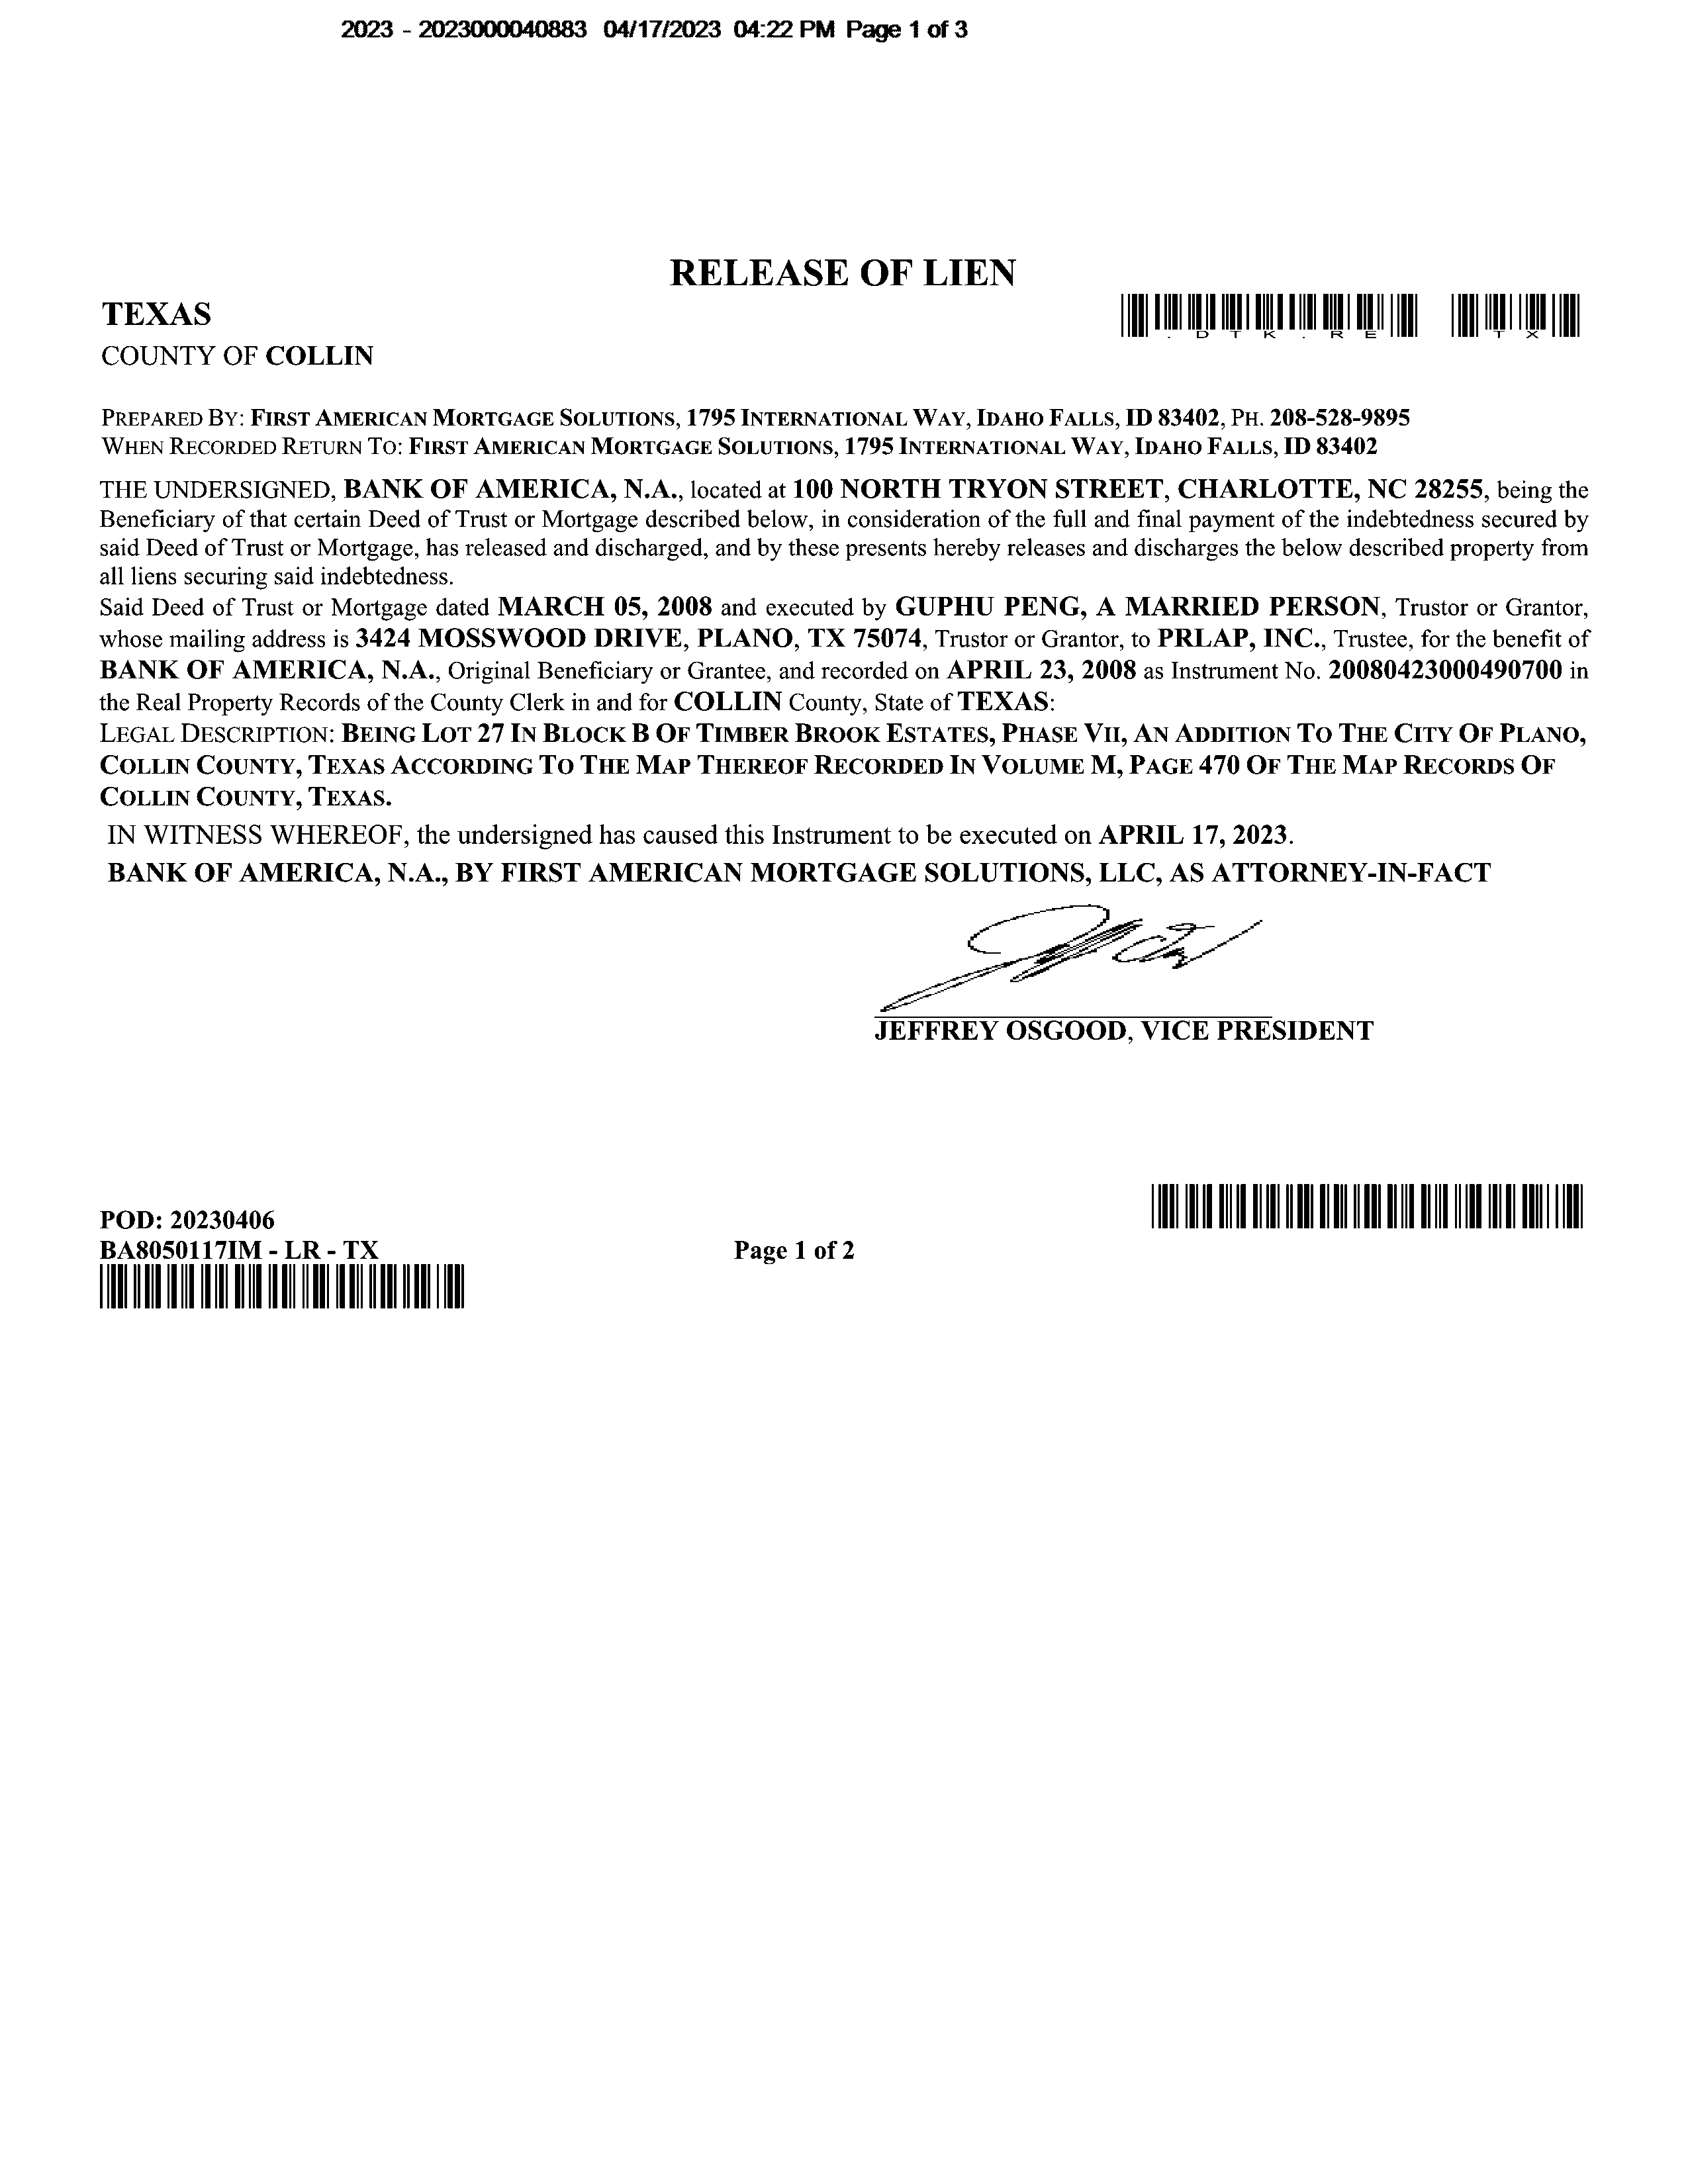 2023 - 2023000040883 04/17/2023 04:22 PM Page 1 of 3
RELEASE OF LIEN
TEXAS
COUNTY OF COLLIN
. D T K . R E T X
PREPARED BY: FIRST AMERICAN MORTGAGE SOLUTIONS, 1795 INTERNATIONAL WAY, IDAHO FALLS, ID 83402, PH. 208-528-9895
WHEN RECORDED RETURN TO: FIRST AMERICAN MORTGAGE SOLUTIONS, 1795 INTERNATIONAL WAY, IDAHO FALLS, ID 83402
THE UNDERSIGNED, BANK OF AMERICA, N.A., located at 100 NORTH TRYON STREET, CHARLOTTE, NC 28255, being the
Beneficiary of that certain Deed of Trust or Mortgage described below, in consideration of the full and final payment of the indebtedness secured by
said Deed of Trust or Mortgage, has released and discharged, and by these presents hereby releases and discharges the below described property from
all liens securing said indebtedness.
Said Deed of Trust or Mortgage dated MARCH 05, 2008 and executed by GUPHU PENG, A MARRIED PERSON, Trustor or Grantor,
whose mailing address is 3424 MOSSWOOD DRIVE, PLANO, TX 75074, Trustor or Grantor, to PRLAP, INC., Trustee, for the benefit of
BANK OF AMERICA, N.A., Original Beneficiary or Grantee, and recorded on APRIL 23, 2008 as Instrument No. 20080423000490700 in
the Real Property Records of the County Clerk in and for COLLIN County, State of TEXAS:
LEGAL DESCRIPTION: BEING LOT 27 IN BLOCK B OF TIMBER BROOK ESTATES, PHASE VII, AN ADDITION TO THE CITY OF PLANO,
COLLIN COUNTY, TEXAS ACCORDING TO THE MAP THEREOF RECORDED IN VOLUME M, PAGE 470 OF THE MAP RECORDS OF
COLLIN COUNTY, TEXAS.
IN WITNESS WHEREOF, the undersigned has caused this Instrument to be executed on APRIL 17, 2023.
BANK OF AMERICA, N.A., BY FIRST AMERICAN MORTGAGE SOLUTIONS, LLC, AS ATTORNEY-IN-FACT
JEFFREY OSGOOD, VICE PRESIDENT
POD: 20230406
BA8050117IM - LR - TX
Page 1 of 2